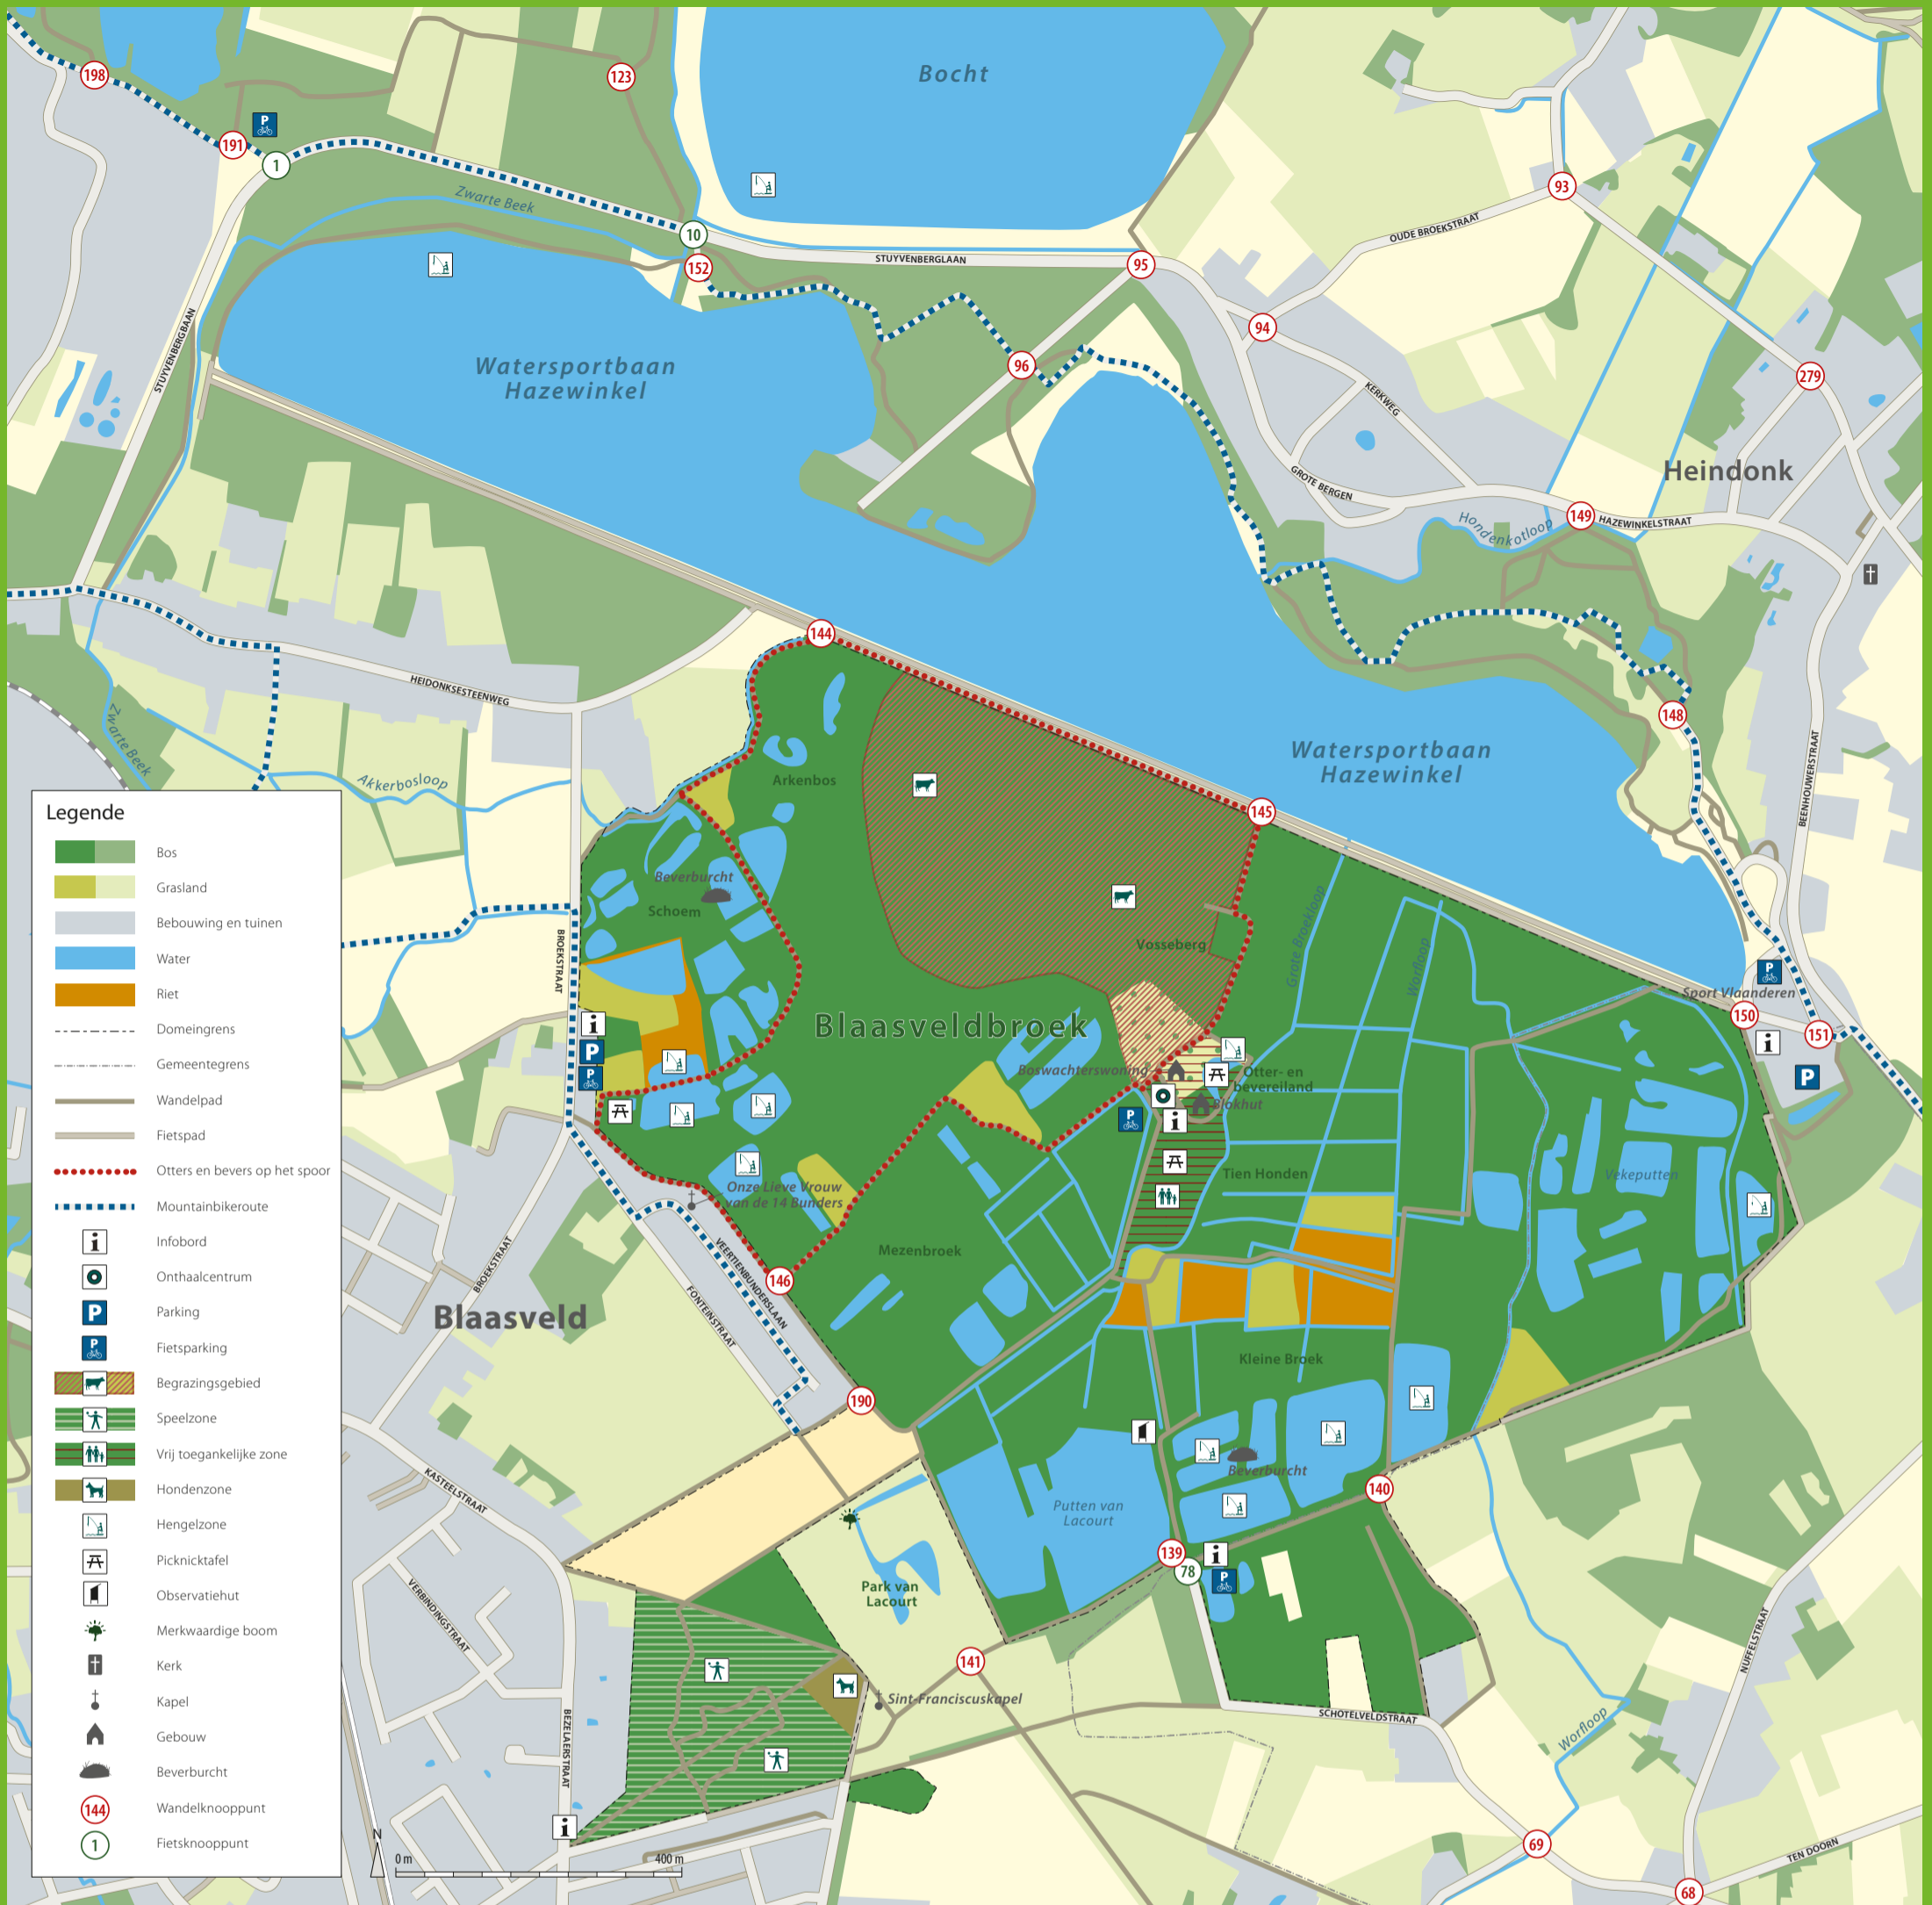 Bocht
198
123
P
191
1
93
Zwarte Beek
10
152
STUYVENBERGLAAN
95
OUDE BROEKSTRAAT
94
STUYVENBERGBAAN
Watersportbaan
Hazewinkel
96
KERKWEG
279
Heindonk
GROTE BERGEN
149
HAZEWINKELSTRAAT
Hondenkotloop
144
HEIDONKSESTEENWEG
Zwarte Beek
Akkerbosloop
148
Watersportbaan
Hazewinkel
BEENHOUWERSTRAAT
Arkenbos
145
Beverburcht
Schoem
BROEKSTRAAT
Vosseberg
Grote Broekloop
Worfloop
P
Sport Vlaanderen
150
151
i
P
Blaasveldbroek
i
P
P
Boswachterswoning
Otter- en
bevereiland
Blokhut
P
i
Tien Honden
Vekeputten
Onze Lieve Vrouw
van de 14 Bunders
Mezenbroek
146
VEERTIENBUNDERSLAAN
FONTEINSTRAAT
BROEKSTRAAT
Blaasveld
Kleine Broek
190
Beverburcht
140
Putten van
Lacourt
139
78
i
P
KASTEELSTRAAT
VERBINDINGSTRAAT
Park van
Lacourt
141
Sint-Franciscuskapel
SCHOTELVELDSTRAAT
NUFFELSTRAAT
Worfloop
BEZELAERSTRAAT
i
69
68
TEN DOORN
N
0 m
400 m
Legende
Bos
Grasland
Bebouwing en tuinen
Water
Riet
Domeingrens
Gemeentegrens
Wandelpad
Fietspad
Otters en bevers op het spoor
Mountainbikeroute
i Infobord
Onthaalcentrum
P Parking
P Fietsparking
Begrazingsgebied
Speelzone
Vrij toegankelijke zone
Hondenzone
Hengelzone
Picknicktafel
Observatiehut
Merkwaardige boom
Kerk
Kapel
Gebouw
Beverburcht
144 Wandelknooppunt
1 Fietsknooppunt